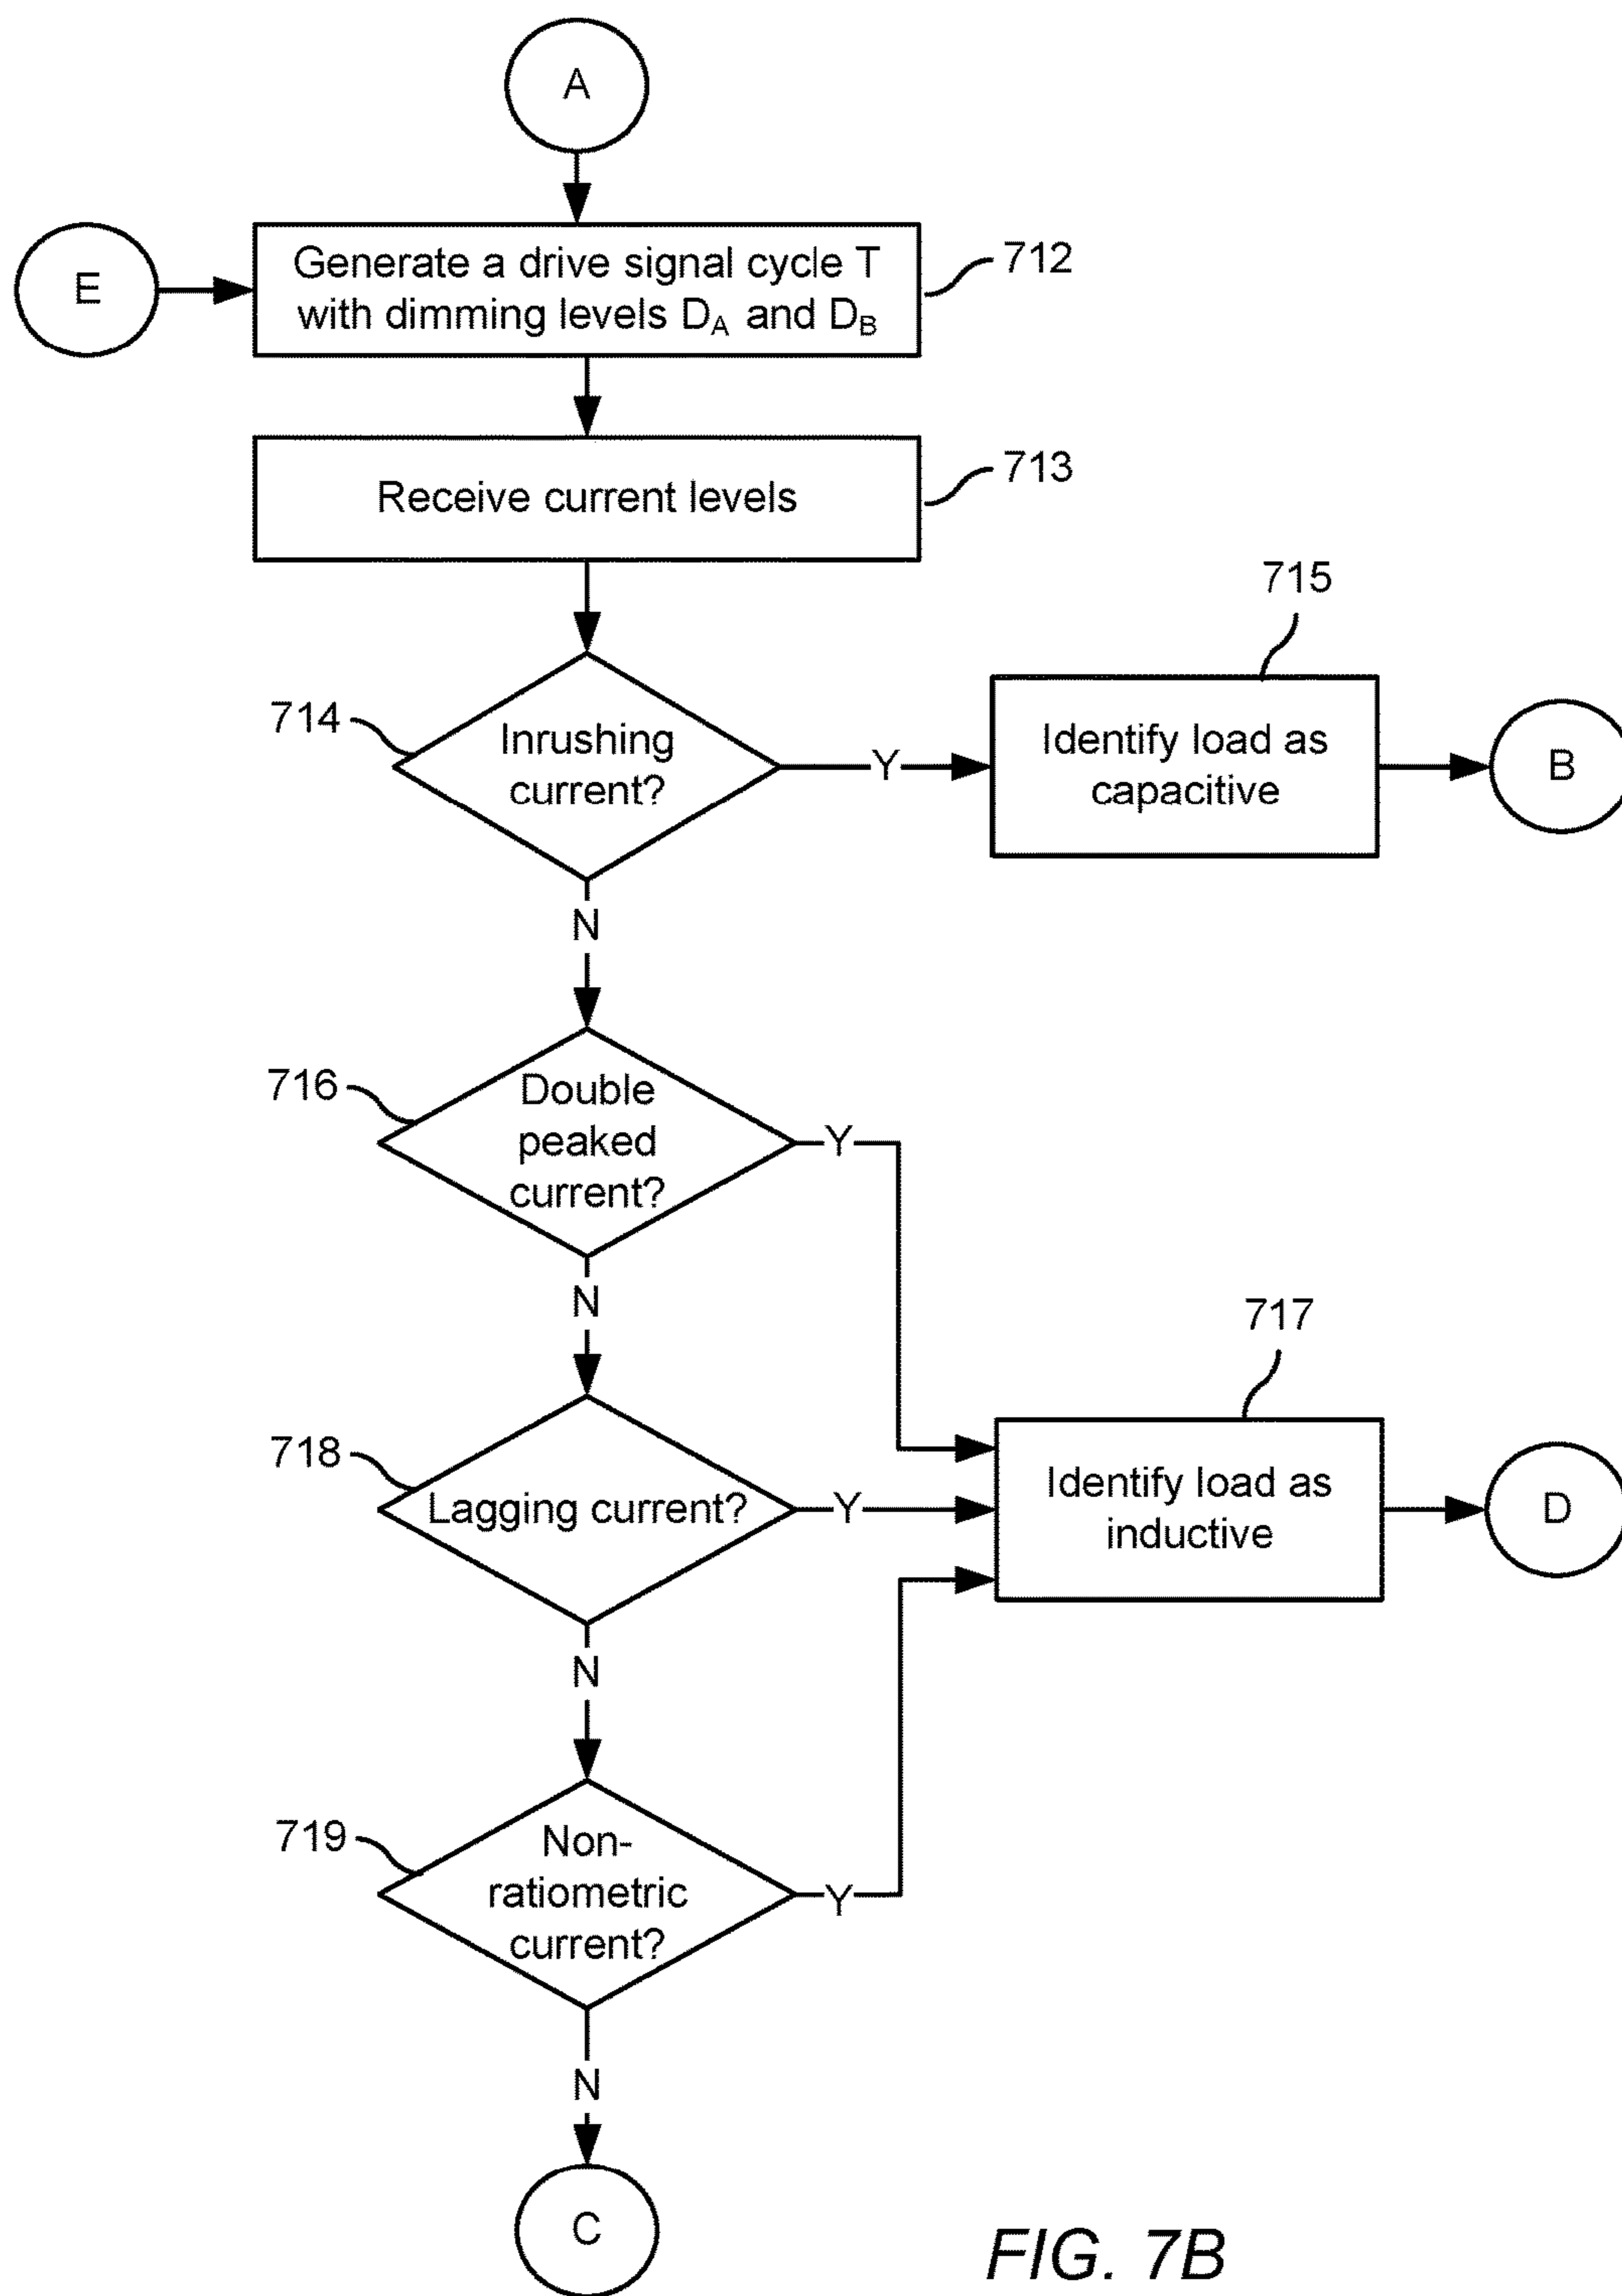 A
E
Generate a drive signal cycle T
with dimming levels D_A and D_B
712
Receive current levels
713
715
714
Inrushing
current?
Y
Identify load as
capacitive
B
N
716
Double
peaked
current?
Y
N
717
718
Lagging current?
Y
Identify load as
inductive
D
N
719
Non-
ratiometric
current?
Y
N
C
FIG. 7B